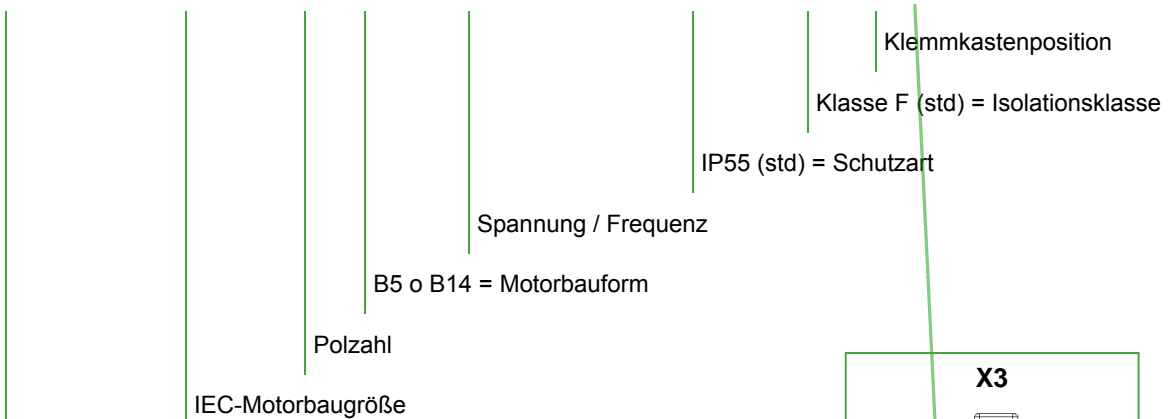 Klemmkastenposition
Klasse F (std) = Isolationsklasse
IP55 (std) = Schutzart
Spannung / Frequenz
B5 o B14 = Motorbauform
Polzahl
X3
IEC-Motorbaugröße